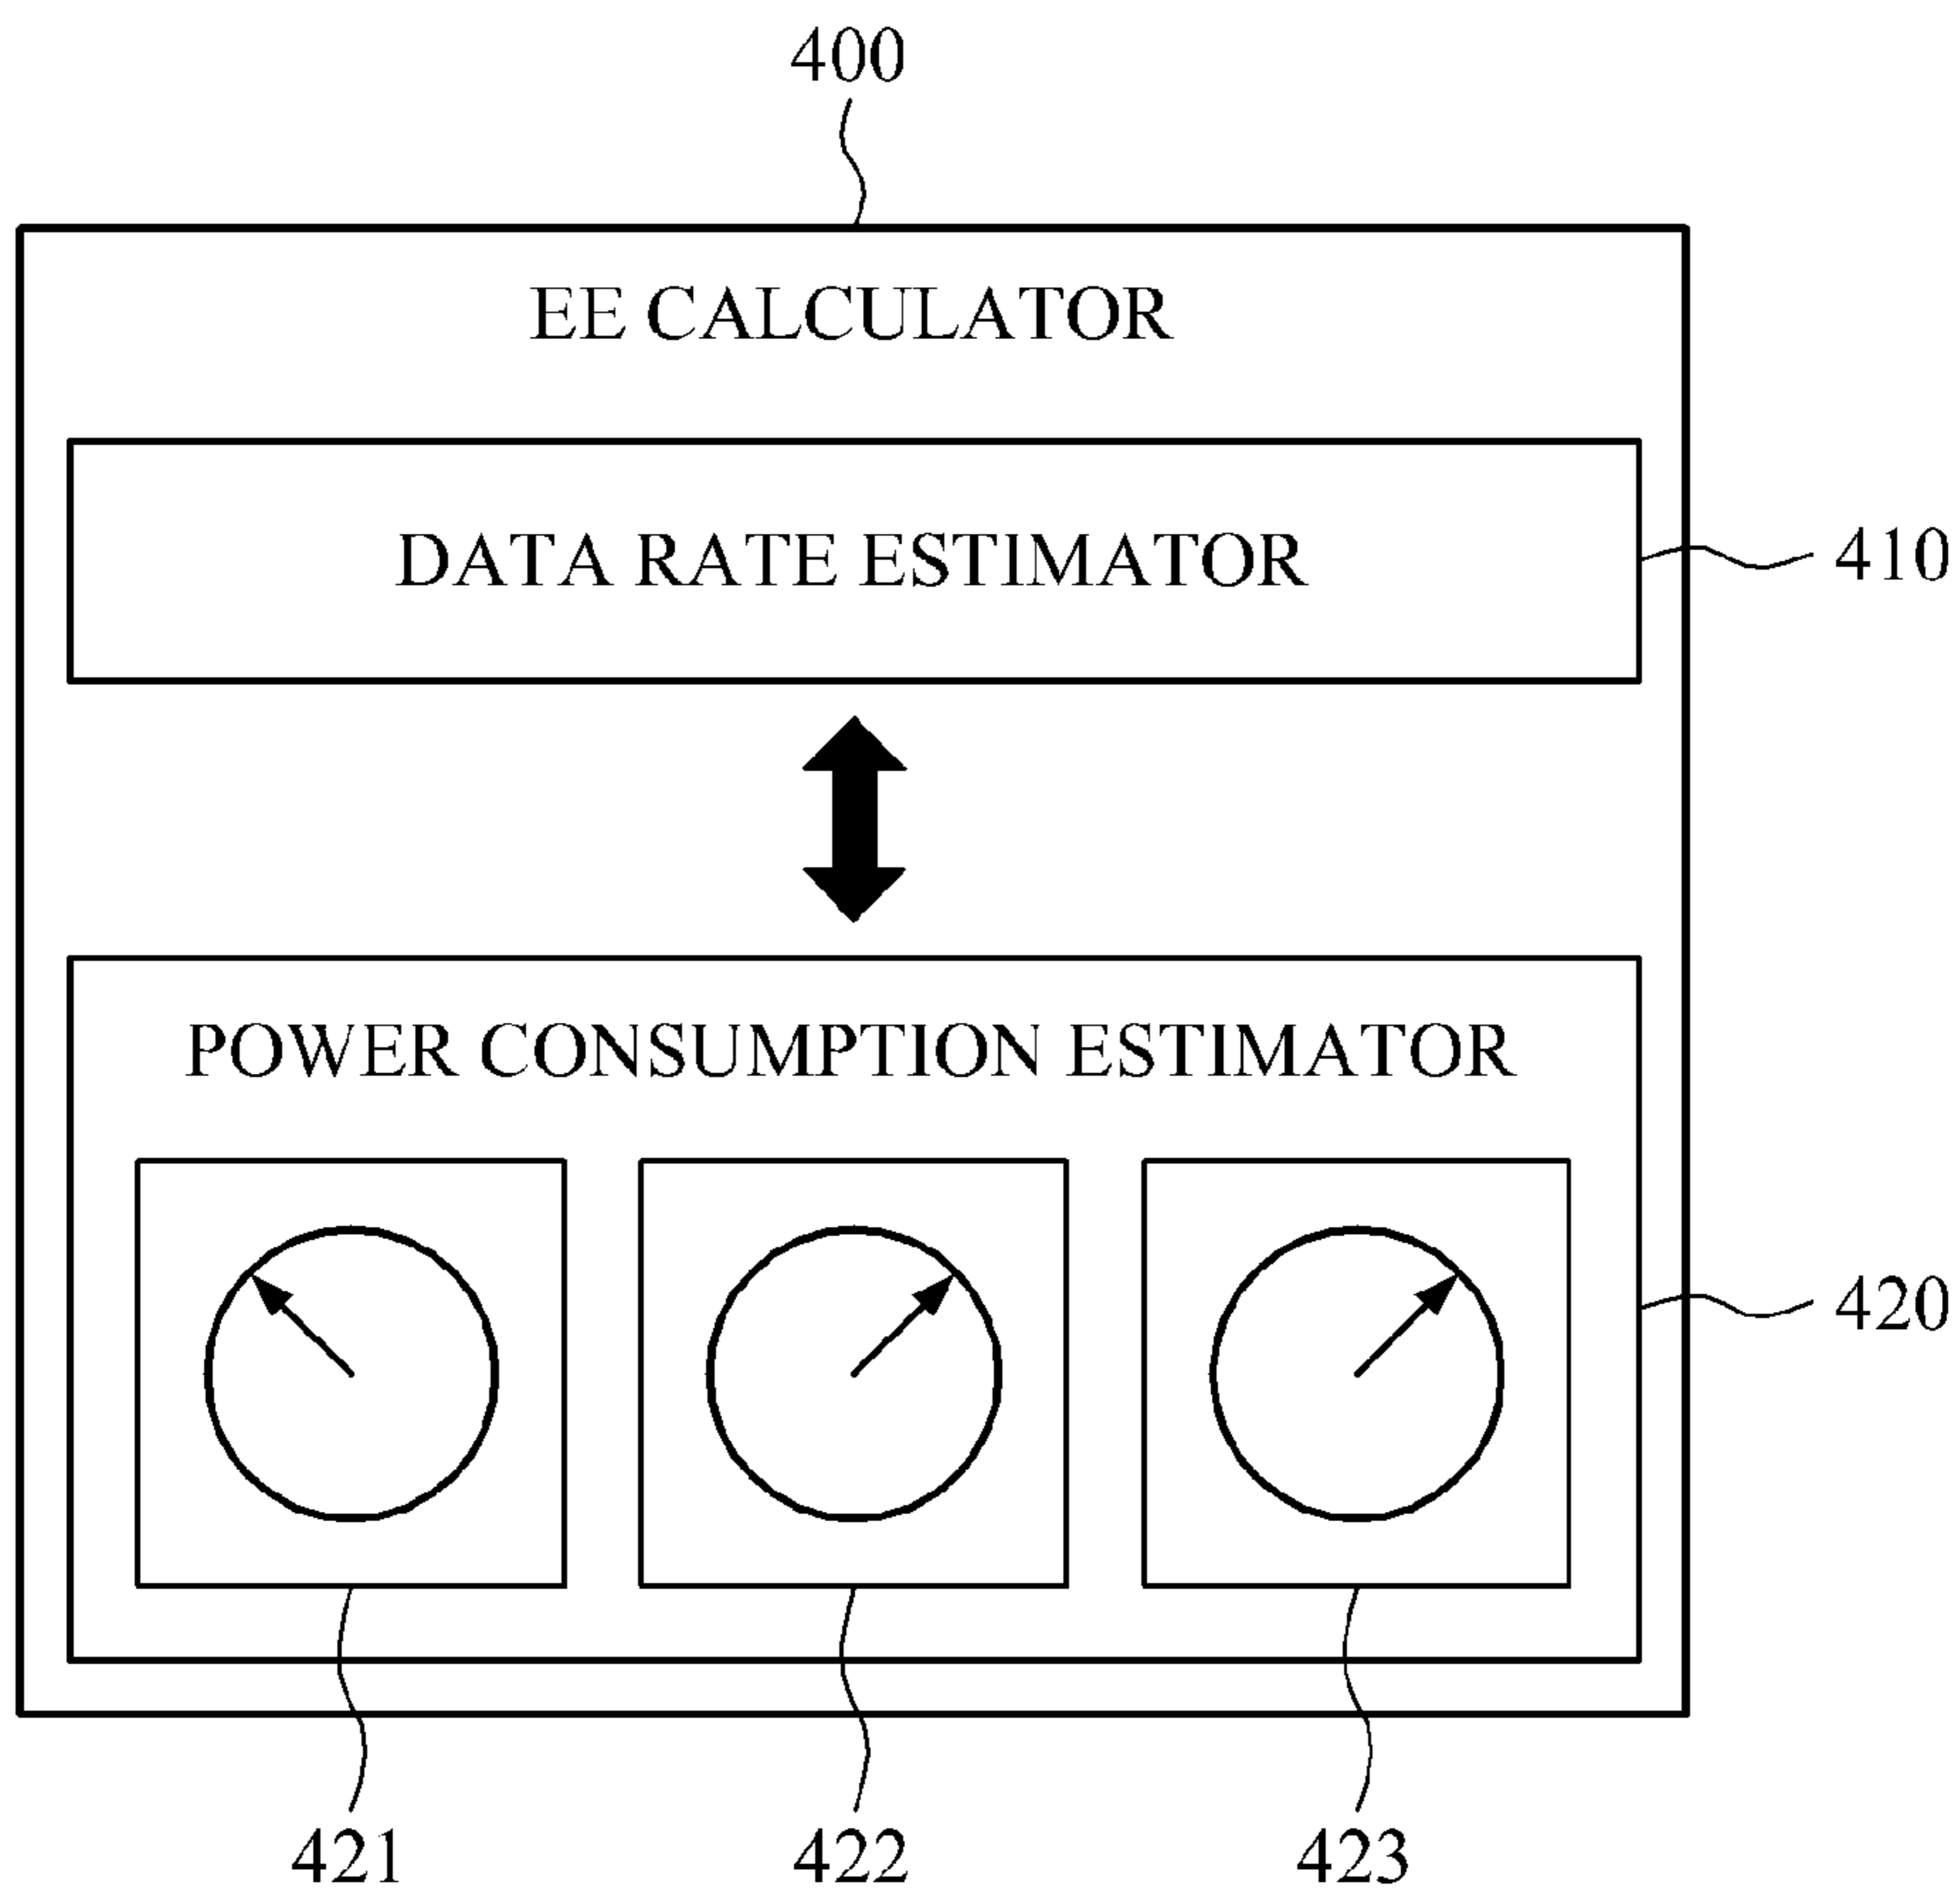 400
EE CALCULATOR
DATA RATE ESTIMATOR
410
POWER CONSUMPTION ESTIMATOR
420
421
422
423